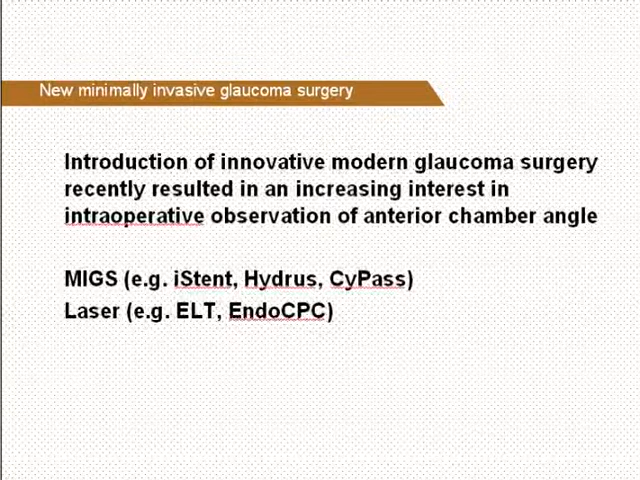 New minimally invasive glaucoma surgery
Introduction of innovative modern glaucoma surgery
recently resulted in an increasing interest in
intraoperative observation of anterior chamber angle
MIGS (e.g. iStent, Hydrus, CyPass)
Laser (e.g. ELT, EndoCPC)